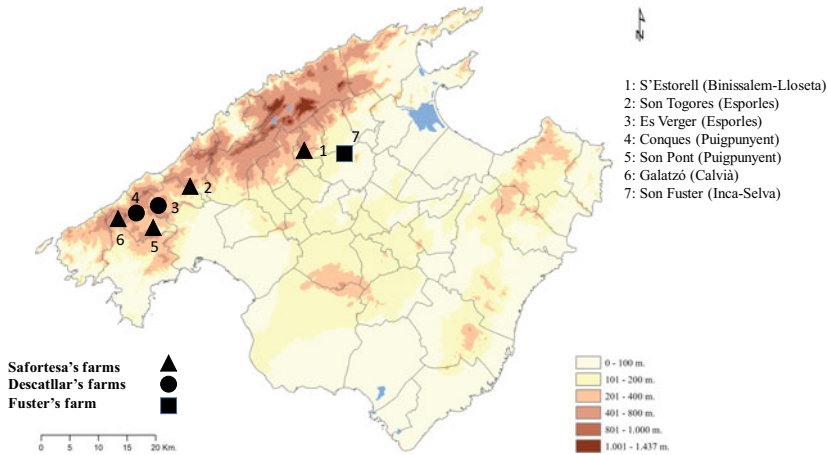 N
1: S'Estorell (Binissalem-Lloseta)
2: Son Togores (Esporles)
3: Es Verger (Esporles)
4: Conques (Puigpunyent)
5: Son Pont (Puigpunyent)
6: Galatzó (Calvià)
7: Son Fuster (Inca-Selva)
7
1
2
4
3
6
5
Safortesa's farms
Descatllar's farms
Fuster's farm
0 5 10 20 Km.
0 - 100 m.
101 - 200 m.
201 - 400 m.
401 - 800 m.
801 - 1.000 m.
1.001 - 1.437 m.